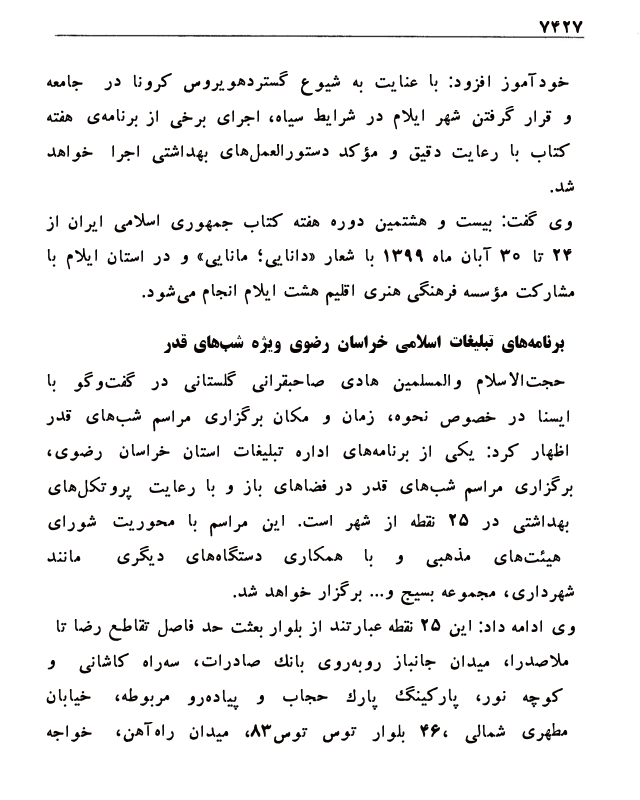 ۷۴۲۷
خودآموز افزود: با عنایت به شیوع گستردهویروس کرونا در جامعه
و قرار گرفتن شهر ایلام در شرایط سیاه، اجرای برخی از برنامه‌ی هفته
کتاب با رعایت دقیق و مؤکد دستورالعمل‌های بهداشتی اجرا خواهد
شد.
وی گفت: بیست و هشتمین دوره هفته کتاب جمهوری اسلامی ایران از
۲۴ تا ۳۰ آبان ماه ۱۳۹۹ با شعار «دانایی؛ مانایی» و در استان ایلام با
مشارکت مؤسسه فرهنگی هنری اقلیم هشت ایلام انجام می‌شود.
برنامه‌های تبلیغات اسلامی خراسان رضوی ویژه شب‌های قدر
حجت‌الاسلام والمسلمین هادی صاحبقرانی گلستانی در گفت‌وگو با
ایسنا در خصوص نحوه، زمان و مکان برگزاری مراسم شب‌های قدر
اظهار کرد: یکی از برنامه‌های اداره تبلیغات استان خراسان رضوی،
برگزاری مراسم شب‌های قدر در فضاهای باز و با رعایت پروتکل‌های
بهداشتی در ۲۵ نقطه از شهر است. این مراسم با محوریت شورای
هیئت‌های مذهبی و با همکاری دستگاه‌های دیگری مانند
شهرداری، مجموعه بسیج و... برگزار خواهد شد.
وی ادامه داد: این ۲۵ نقطه عبارتند از بلوار بعثت حد فاصل تقاطع رضا تا
ملاصدرا، میدان جانباز روبه‌روی بانک صادرات، سه‌راه کاشانی و
کوچه نور، پارکینگ پارک حجاب و پیاده‌رو مربوطه، خیابان
مطهری شمالی ،۴۶ بلوار توس توس۸۳، میدان راه‌آهن، خواجه